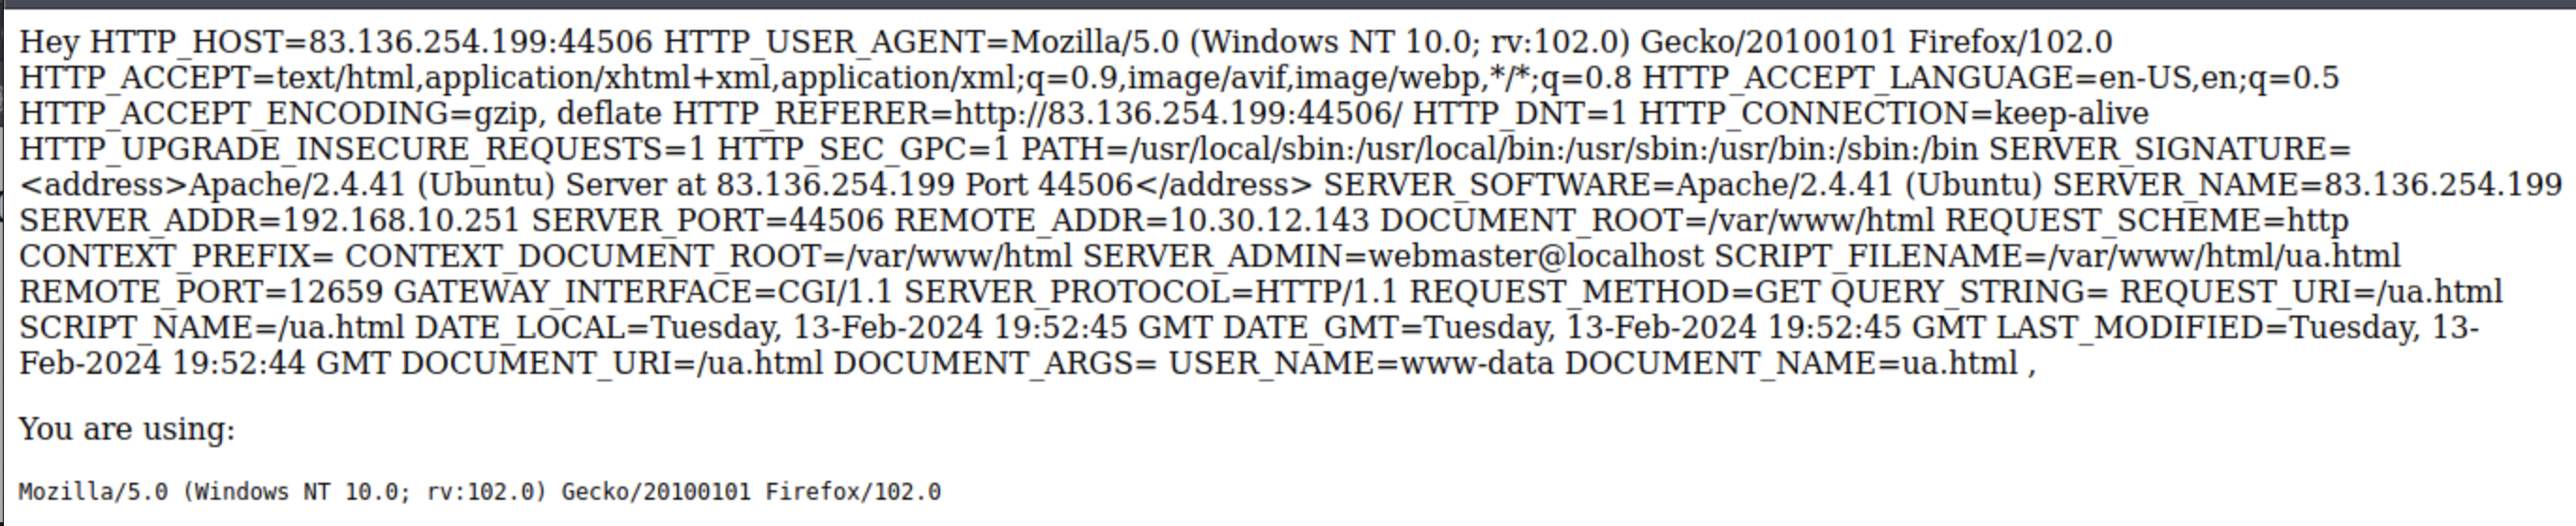 Hey HTTP_HOST=83.136.254.199:44506 HTTP_USER_AGENT=Mozilla/5.0 (Windows NT 10.0; rv:102.0) Gecko/20100101 Firefox/102.0
HTTP_ACCEPT=text/html,application/xhtml+xml,application/xml;q=0.9,image/avif,image/webp,*/*;q=0.8 HTTP_ACCEPT_LANGUAGE=en-US,en;q=0.5
HTTP_ACCEPT_ENCODING=gzip, deflate HTTP_REFERER=http://83.136.254.199:44506/ HTTP_DNT=1 HTTP_CONNECTION=keep-alive
HTTP_UPGRADE_INSECURE_REQUESTS=1 HTTP_SEC_GPC=1 PATH=/usr/local/sbin:/usr/local/bin:/usr/sbin:/usr/bin:/sbin:/bin SERVER_SIGNATURE=
<address>Apache/2.4.41 (Ubuntu) Server at 83.136.254.199 Port 44506</address> SERVER_SOFTWARE=Apache/2.4.41 (Ubuntu) SERVER_NAME=83.136.254.199
SERVER_ADDR=192.168.10.251 SERVER_PORT=44506 REMOTE_ADDR=10.30.12.143 DOCUMENT_ROOT=/var/www/html REQUEST_SCHEME=http
CONTEXT_PREFIX= CONTEXT_DOCUMENT_ROOT=/var/www/html SERVER_ADMIN=webmaster@localhost SCRIPT_FILENAME=/var/www/html/ua.html
REMOTE_PORT=12659 GATEWAY_INTERFACE=CGI/1.1 SERVER_PROTOCOL=HTTP/1.1 REQUEST_METHOD=GET QUERY_STRING= REQUEST_URI=/ua.html
SCRIPT_NAME=/ua.html DATE_LOCAL=Tuesday, 13-Feb-2024 19:52:45 GMT DATE_GMT=Tuesday, 13-Feb-2024 19:52:45 GMT LAST_MODIFIED=Tuesday, 13-
Feb-2024 19:52:44 GMT DOCUMENT_URI=/ua.html DOCUMENT_ARGS= USER_NAME=www-data DOCUMENT_NAME=ua.html ,
You are using:
Mozilla/5.0 (Windows NT 10.0; rv:102.0) Gecko/20100101 Firefox/102.0